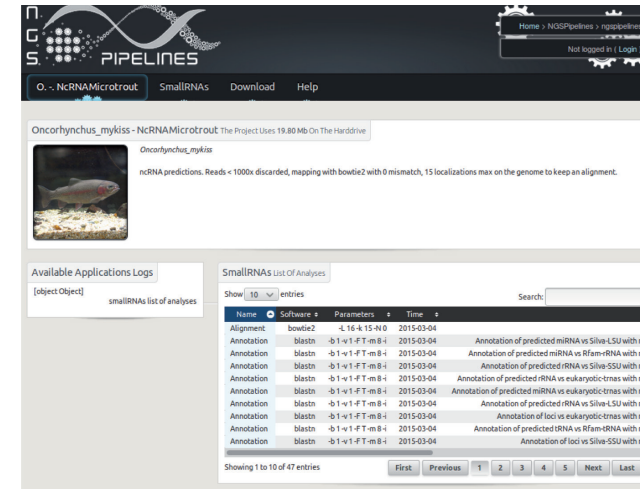 n.
G
S.
PIPELINES
Home > NGSPipelines > ngspipelines
Not logged in ( Login
O. -. NcRNAMicrotrout SmallRNAs Download Help
Oncorhynchus_mykiss - NcRNAMicrotrout The Project Uses 19.80 Mb On The Harddrive
Oncorhynchus_mykiss
ncRNA predictions. Reads < 1000x discarded, mapping with bowtie2 with 0 mismatch, 15 localizations max on the genome to keep an alignment.
Available Applications Logs
[object Object]
smallRNAs list of analyses
SmallRNAs List Of Analyses
Show 10 entries Search:
Name Software Parameters Time
Alignment bowtie2 -L 16 -k 15 -N 0 2015-03-04
Annotation blastn -b 1 -v 1 -F T -m 8 -i 2015-03-04 Annotation of predicted miRNA vs Silva-LSU with
Annotation blastn -b 1 -v 1 -F T -m 8 -i 2015-03-04 Annotation of predicted miRNA vs Rfam-rRNA with
Annotation blastn -b 1 -v 1 -F T -m 8 -i 2015-03-04 Annotation of predicted rRNA vs Silva-SSU with
Annotation blastn -b 1 -v 1 -F T -m 8 -i 2015-03-04 Annotation of predicted rRNA vs eukaryotic-trnas with
Annotation blastn -b 1 -v 1 -F T -m 8 -i 2015-03-04 Annotation of predicted miRNA vs eukaryotic-trnas with
Annotation blastn -b 1 -v 1 -F T -m 8 -i 2015-03-04 Annotation of predicted rRNA vs Silva-LSU with
Annotation blastn -b 1 -v 1 -F T -m 8 -i 2015-03-04 Annotation of loci vs eukaryotic-trnas with
Annotation blastn -b 1 -v 1 -F T -m 8 -i 2015-03-04 Annotation of predicted tRNA vs Rfam-tRNA with
Annotation blastn -b 1 -v 1 -F T -m 8 -i 2015-03-04 Annotation of loci vs Silva-SSU with
Showing 1 to 10 of 47 entries First Previous 1 2 3 4 5 Next Last